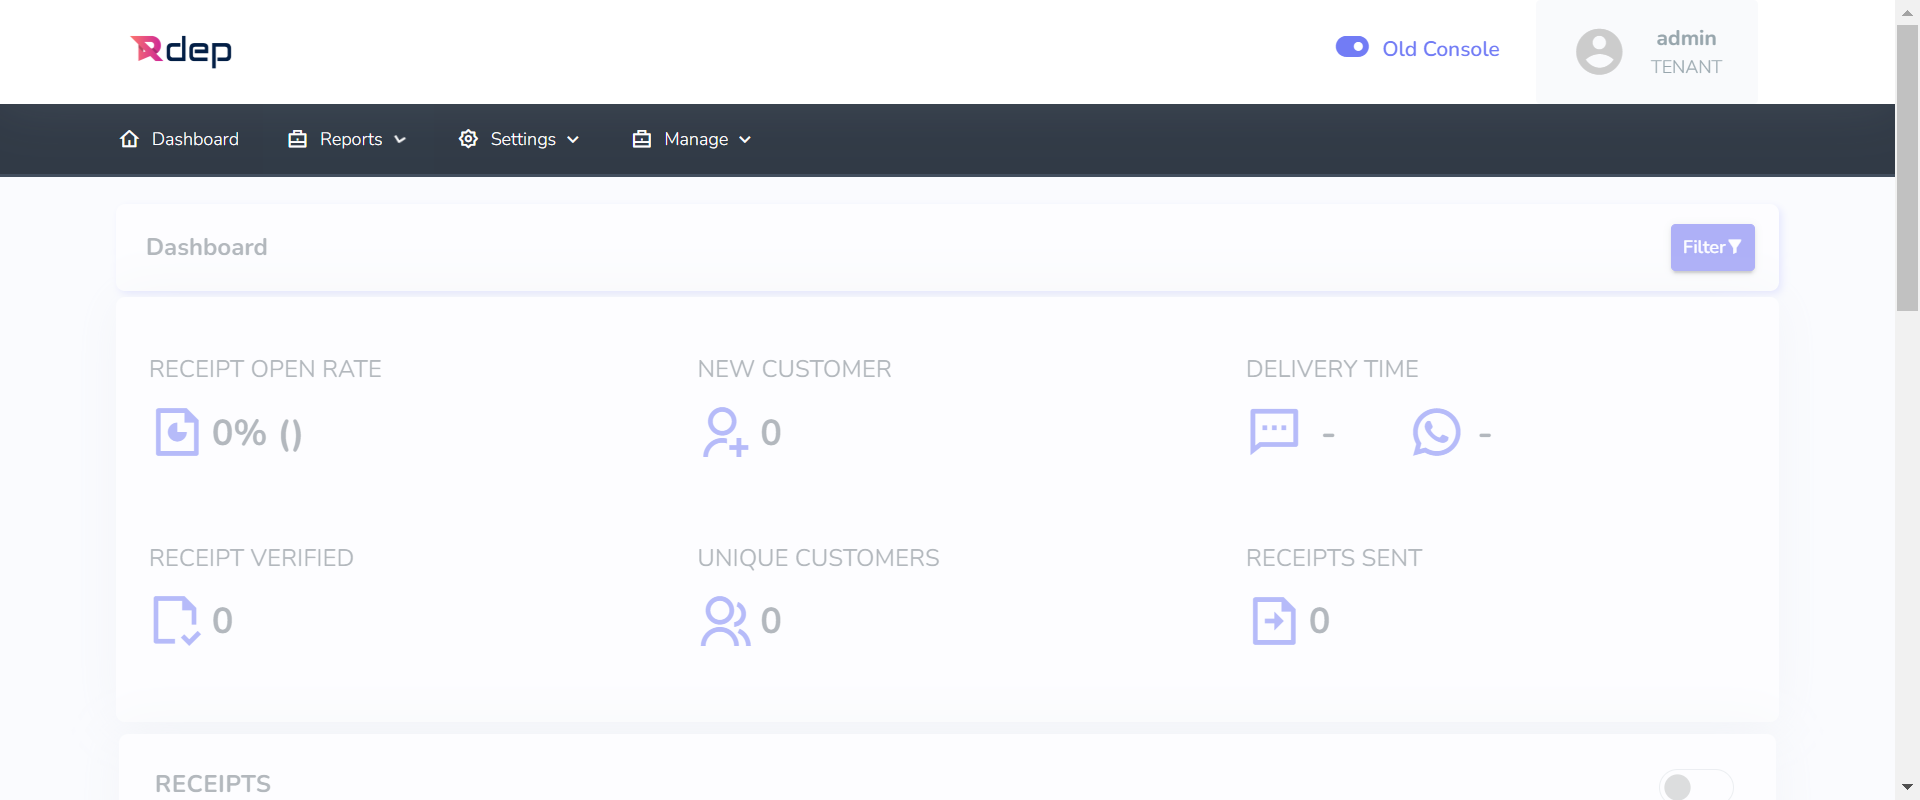 Rdep
Old Console
admin
TENANT
Dashboard
Reports
Settings
Manage
Dashboard
Filter
RECEIPT OPEN RATE
NEW CUSTOMER
DELIVERY TIME
0% ()
0
-
-
RECEIPT VERIFIED
UNIQUE CUSTOMERS
RECEIPTS SENT
0
0
0
RECEIPTS